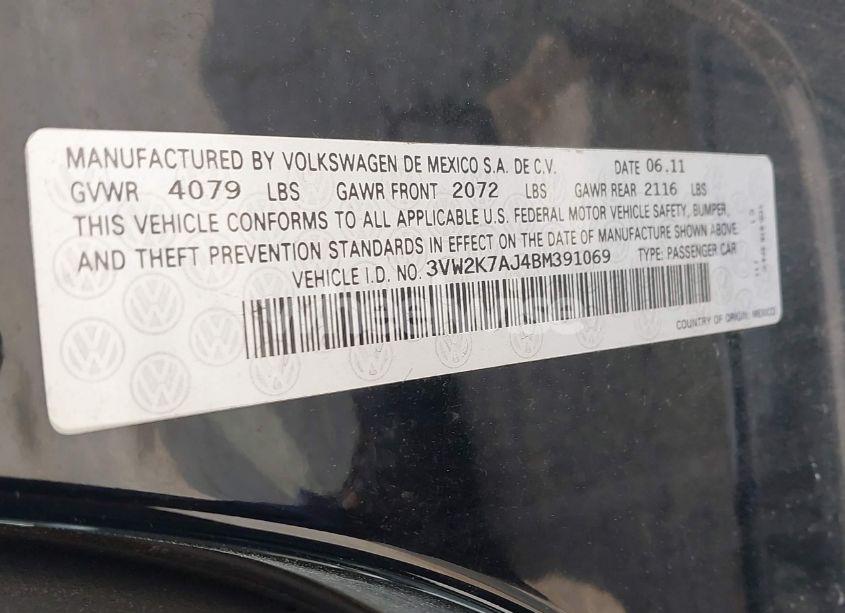 MANUFACTURED BY VOLKSWAGEN DE MEXICO S.A. DE C.V. DATE 06.11
GVWR 4079 LBS GAWR FRONT 2072 LBS GAWR REAR 2116 LBS
THIS VEHICLE CONFORMS TO ALL APPLICABLE U.S. FEDERAL MOTOR VEHICLE SAFETY, BUMPER,
AND THEFT PREVENTION STANDARDS IN EFFECT ON THE DATE OF MANUFACTURE SHOWN ABOVE.
VEHICLE I.D. NO. 3VW2K7AJ4BM391069 TYPE: PASSENGER CAR
COUNTRY OF ORIGIN: MEXICO